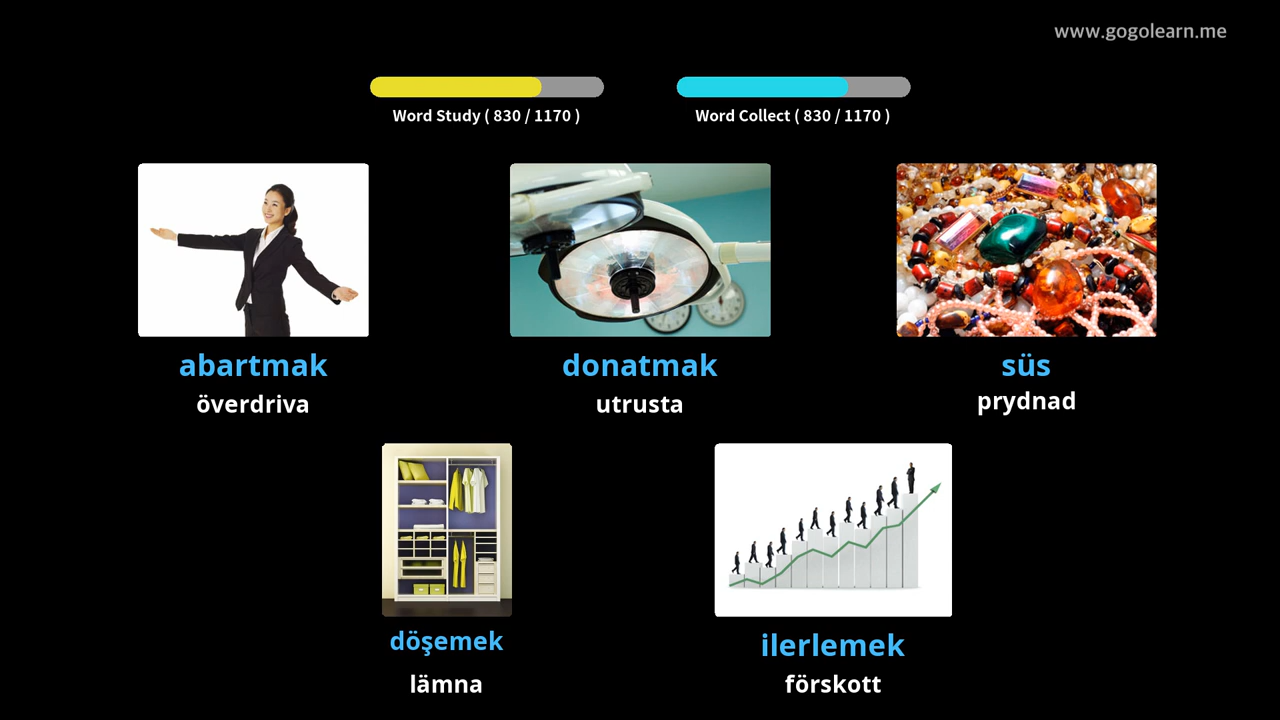 www.gogolearn.me
Word Study ( 830 / 1170 )
Word Collect ( 830 / 1170 )
abartmak
överdriva
donatmak
utrusta
süs
prydnad
döşemek
lämna
ilerlemek
förskott